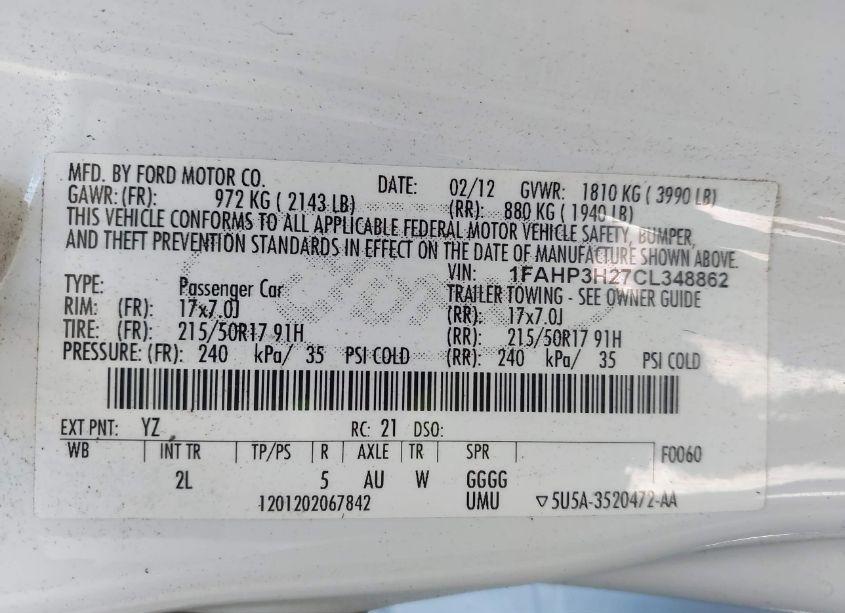 MFD. BY FORD MOTOR CO. DATE: 02/12 GVWR: 1810 KG ( 3990 LB)
GAWR: (FR): 972 KG ( 2143 LB) (RR): 880 KG ( 1940 LB)
THIS VEHICLE CONFORMS TO ALL APPLICABLE FEDERAL MOTOR VEHICLE SAFETY, BUMPER,
AND THEFT PREVENTION STANDARDS IN EFFECT ON THE DATE OF MANUFACTURE SHOWN ABOVE.
VIN: 1FAHP3H27CL348862
TYPE: Passenger Car TRAILER TOWING - SEE OWNER GUIDE
RIM: (FR): 17x7.0J (RR): 17x7.0J
TIRE: (FR): 215/50R17 91H (RR): 215/50R17 91H
PRESSURE: (FR): 240 kPa/ 35 PSI COLD (RR): 240 kPa/ 35 PSI COLD
EXT PNT: YZ RC: 21 DSO:
WB INT TR TP/PS R AXLE TR SPR F0060
2L 5 AU W GGGG
1201202067842 UMU ▽5U5A-3520472-AA